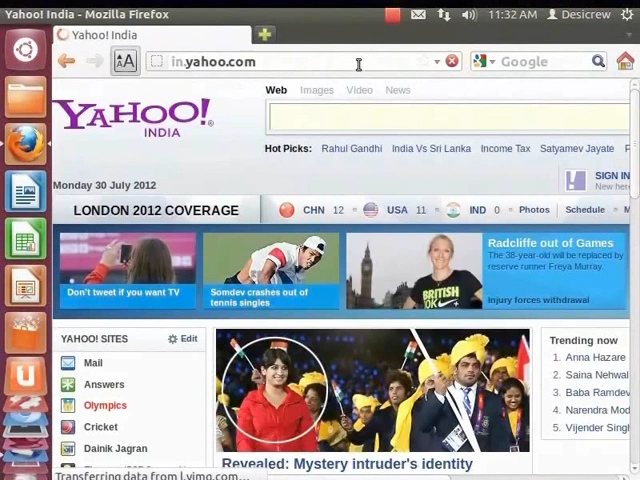 Yahoo! India - Mozilla Firefox
11:32 AM
Desicrew
Yahoo! India
AA
in.yahoo.com
Google
Web Images Video News
YAHOO!
INDIA
Hot Picks: Rahul Gandhi India Vs Sri Lanka Income Tax Satyamev Jayate
SIGN IN
New here
Monday 30 July 2012
LONDON 2012 COVERAGE CHN 12 USA 11 IND 0 Photos Schedule M
Don't tweet if you want TV
Somdev crashes out of
tennis singles
BRITISH
Radcliffe out of Games
The 38-year-old will be replaced by
reserve runner Freya Murray.
Injury forces withdrawal
YAHOO! SITES Edit
Mail
Answers
Olympics
Cricket
Dainik Jagran
Revealed: Mystery intruder's identity
Trending now
1. Anna Hazare
2. Saina Nehwal
3. Baba Ramdev
4. Narendra Mod
5. Vijender Singh
Transferring data from l.yimg.com...